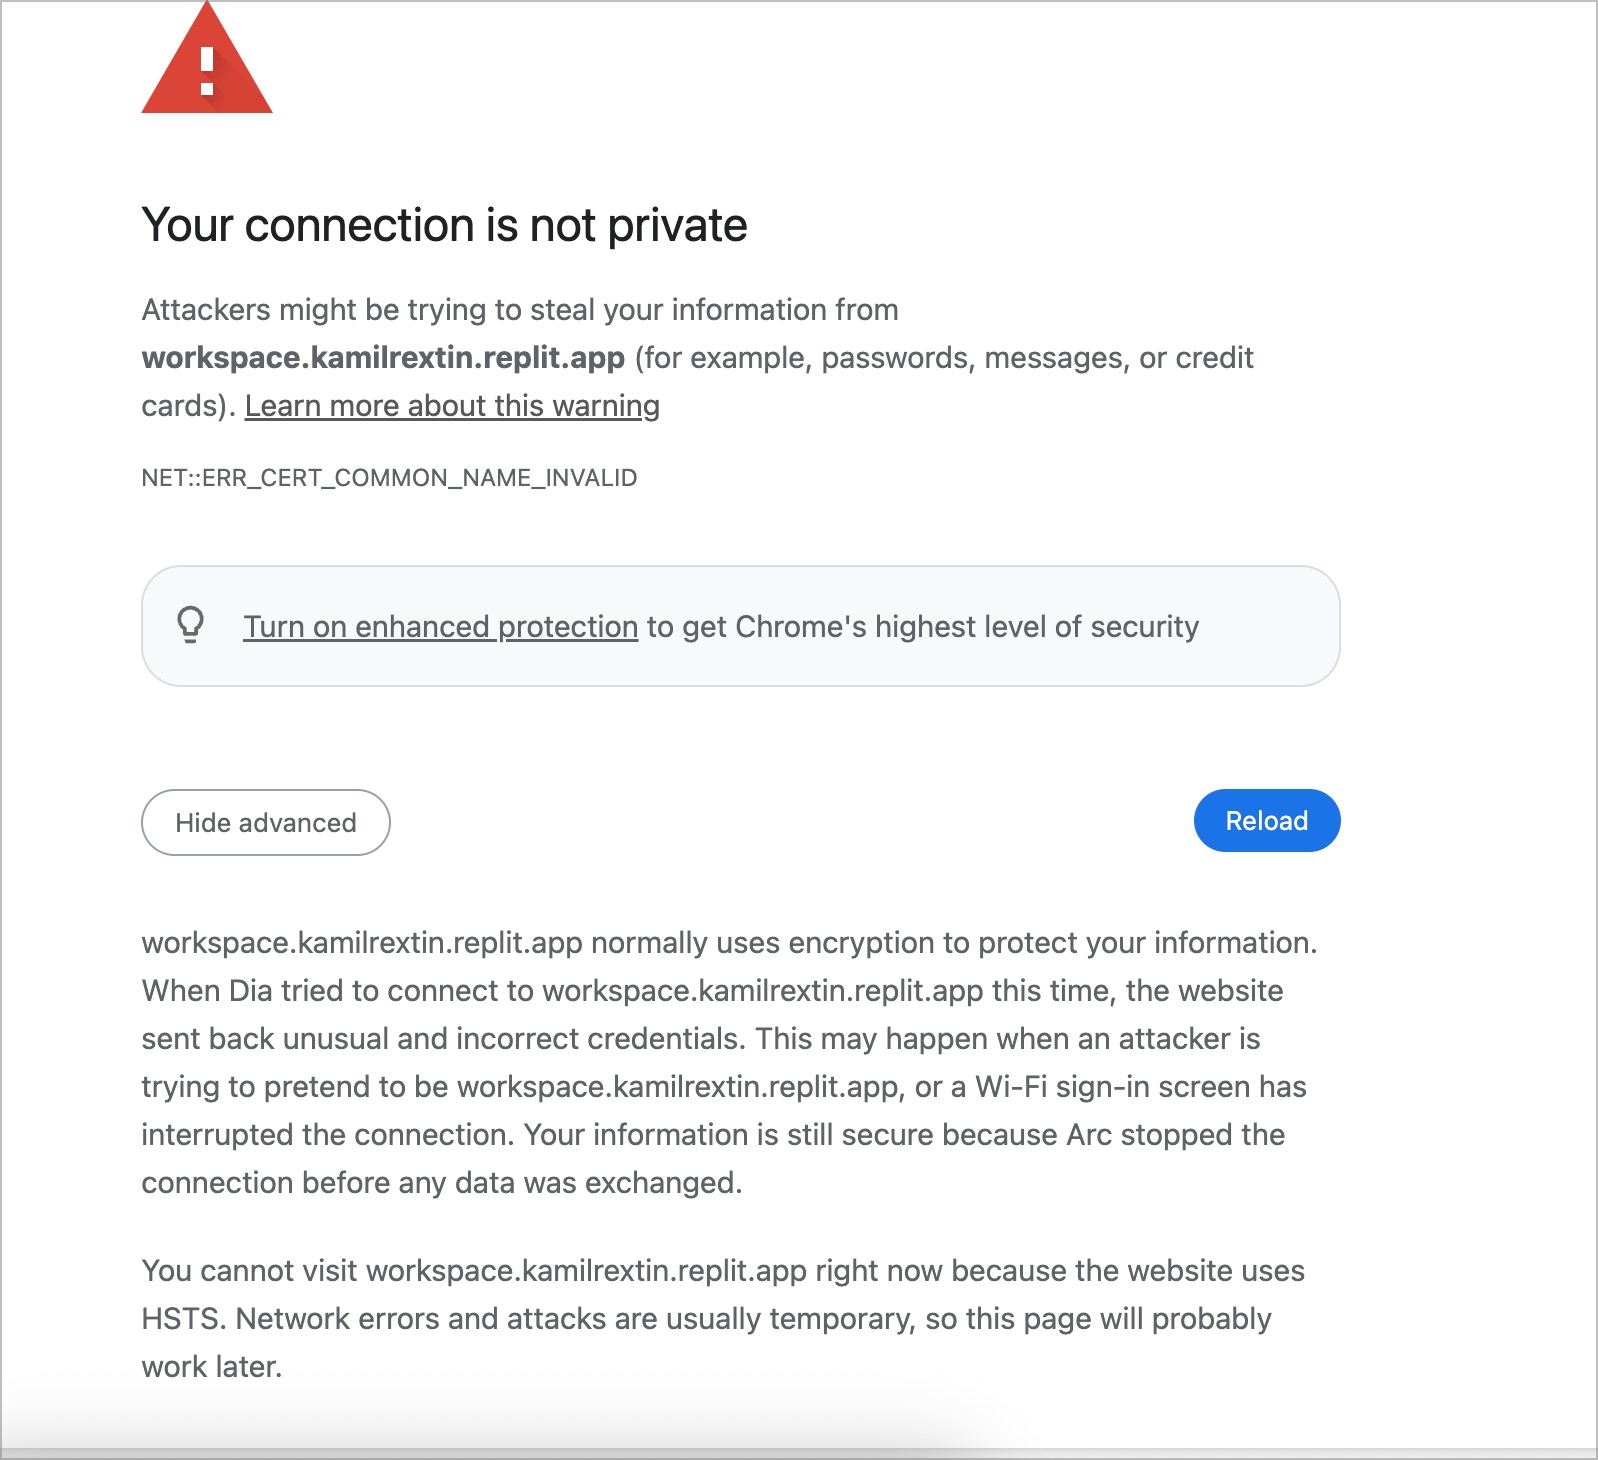 Your connection is not private
Attackers might be trying to steal your information from
workspace.kamilrextin.replit.app (for example, passwords, messages, or credit
cards). Learn more about this warning
NET::ERR_CERT_COMMON_NAME_INVALID
Turn on enhanced protection to get Chrome's highest level of security
Hide advanced
Reload
workspace.kamilrextin.replit.app normally uses encryption to protect your information.
When Dia tried to connect to workspace.kamilrextin.replit.app this time, the website
sent back unusual and incorrect credentials. This may happen when an attacker is
trying to pretend to be workspace.kamilrextin.replit.app, or a Wi-Fi sign-in screen has
interrupted the connection. Your information is still secure because Arc stopped the
connection before any data was exchanged.
You cannot visit workspace.kamilrextin.replit.app right now because the website uses
HSTS. Network errors and attacks are usually temporary, so this page will probably
work later.